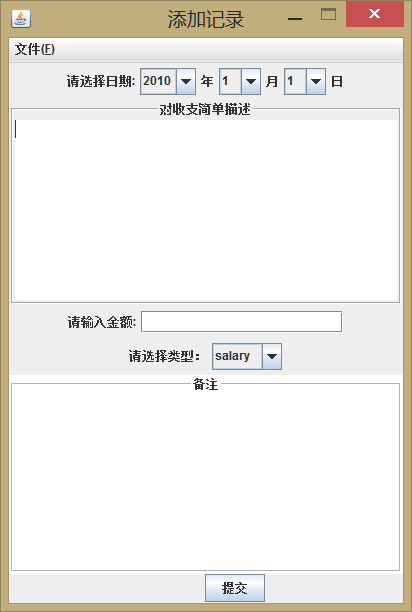 添加记录
文件(F)
请选择日期: 2010 年 1 月 1 日
对收支简单描述
请输入金额:
请选择类型： salary
备注
提交